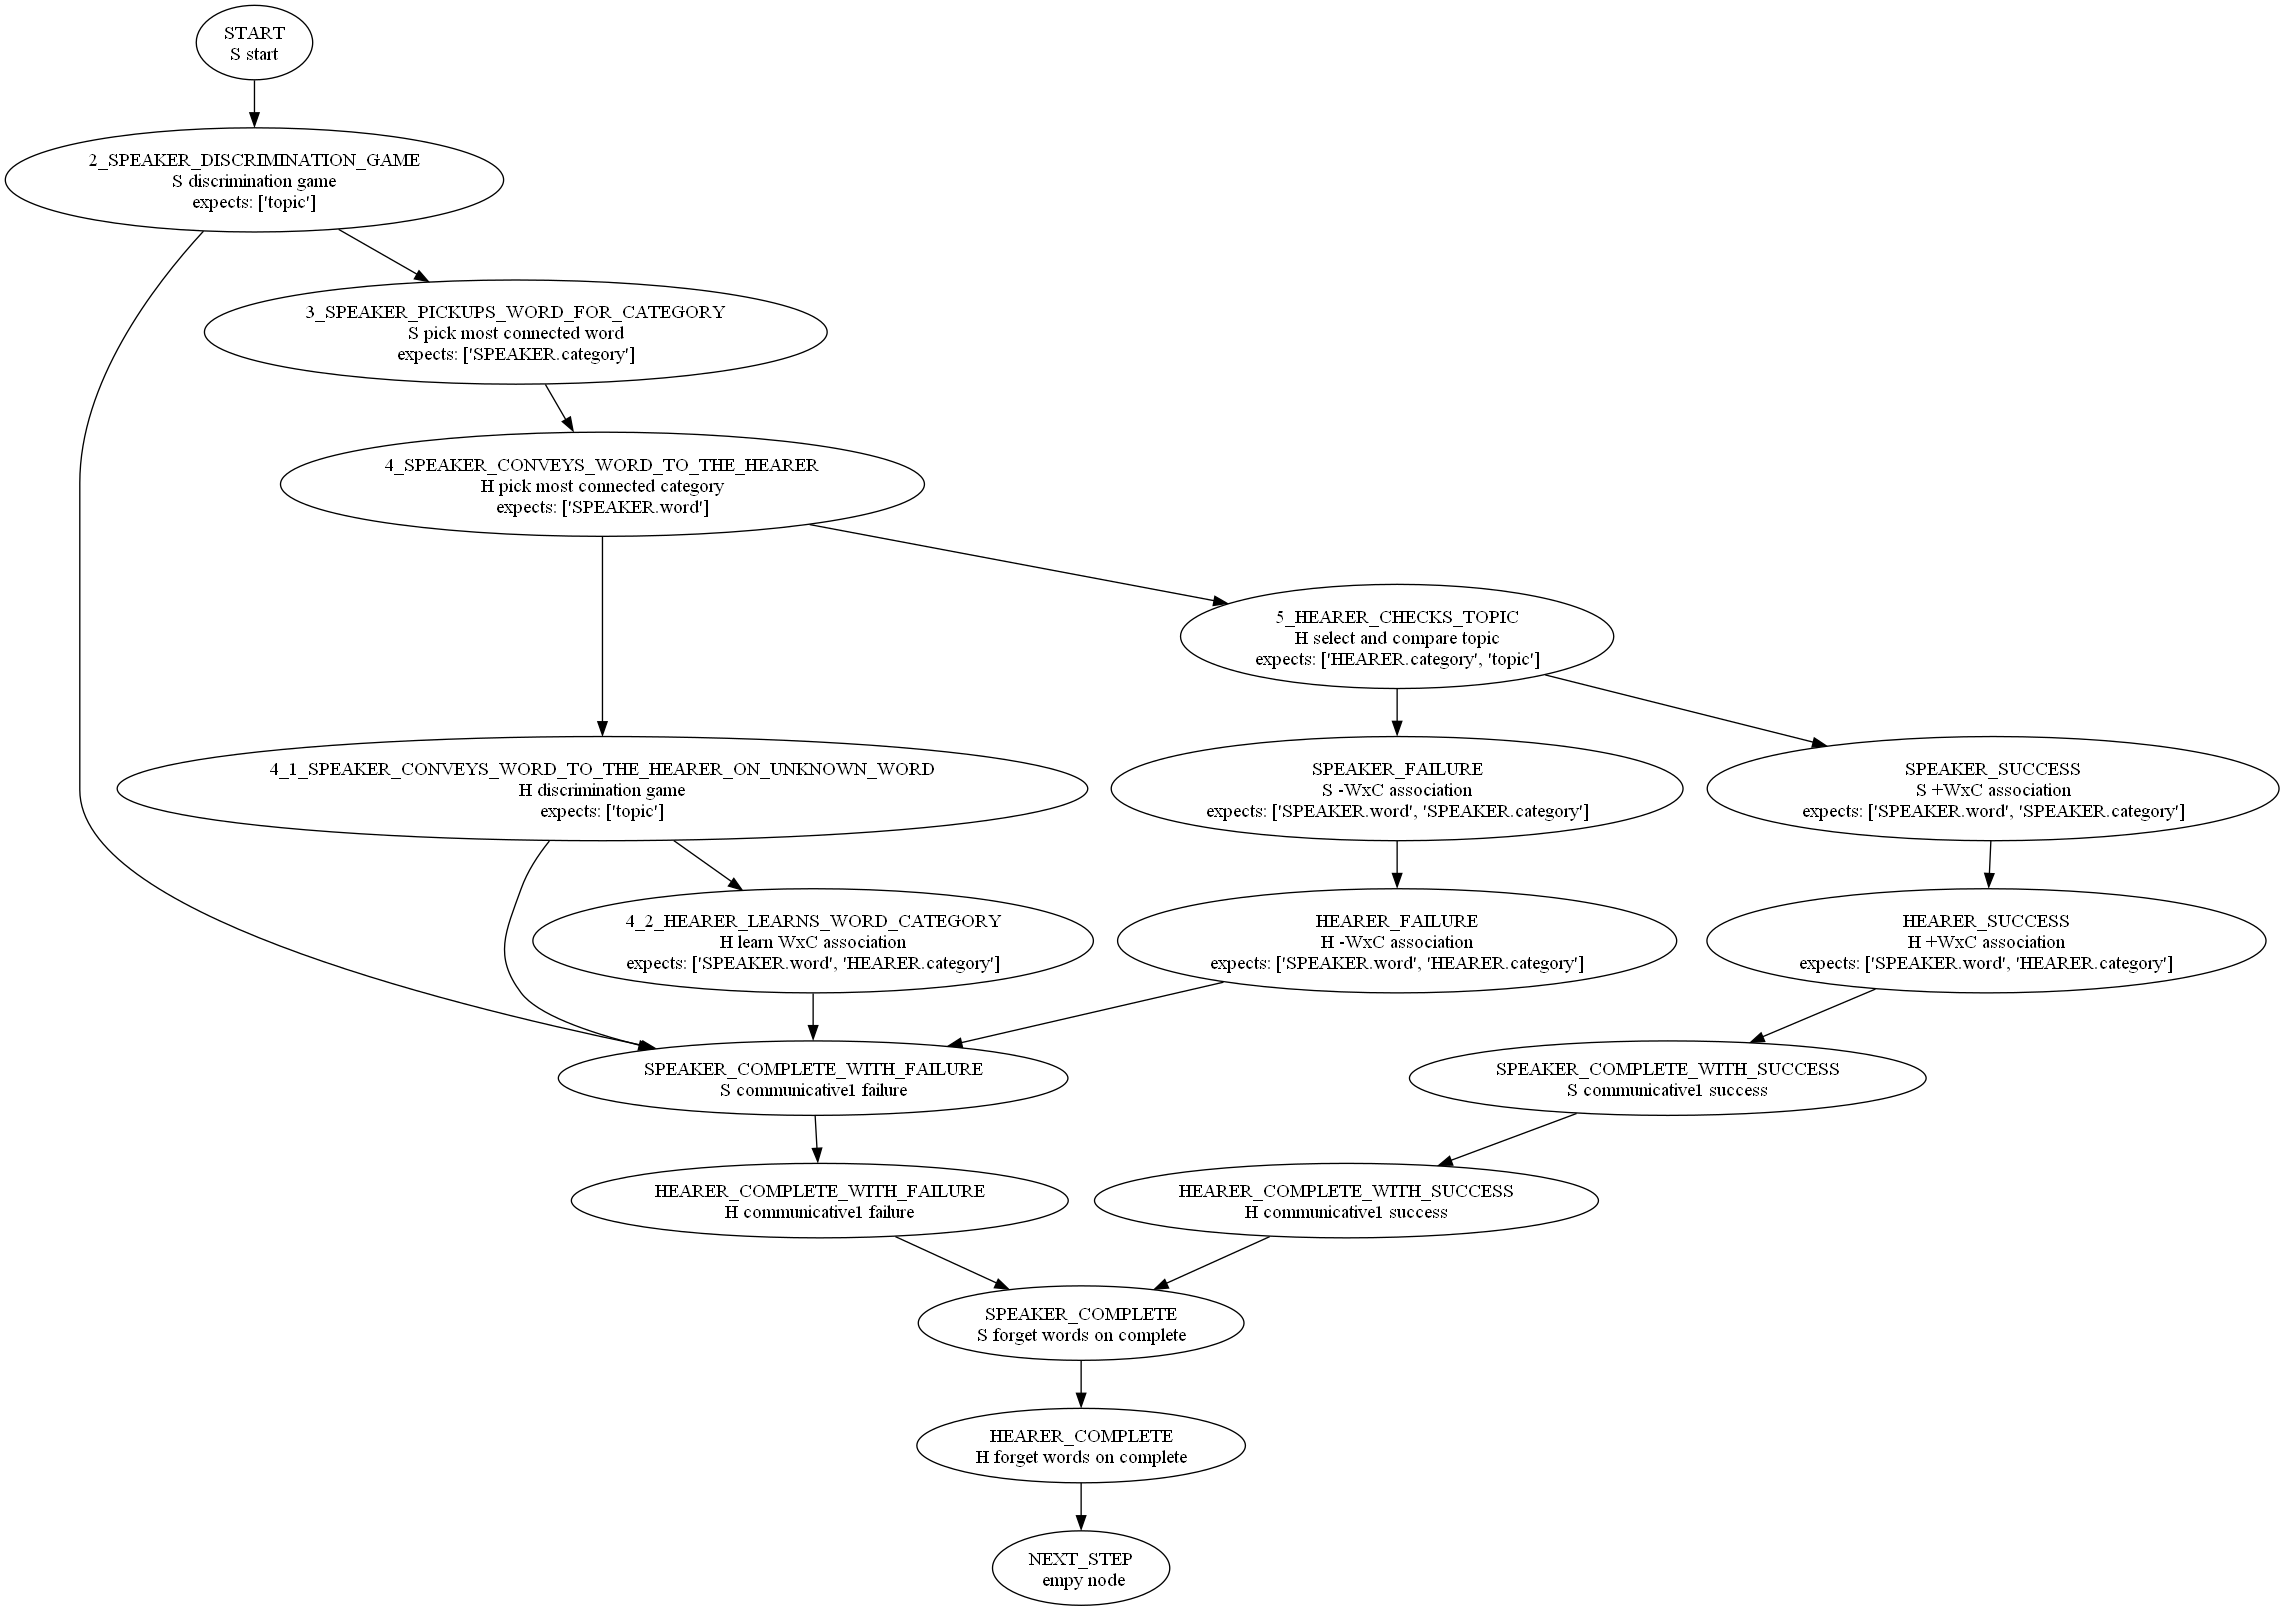 START
S start
2_SPEAKER_DISCRIMINATION_GAME
S discrimination game
expects: ['topic']
3_SPEAKER_PICKUPS_WORD_FOR_CATEGORY
S pick most connected word
expects: ['SPEAKER.category']
4_SPEAKER_CONVEYS_WORD_TO_THE_HEARER
H pick most connected category
expects: ['SPEAKER.word']
5_HEARER_CHECKS_TOPIC
H select and compare topic
expects: ['HEARER.category', 'topic']
4_1_SPEAKER_CONVEYS_WORD_TO_THE_HEARER_ON_UNKNOWN_WORD
H discrimination game
expects: ['topic']
SPEAKER_FAILURE
S -WxC association
expects: ['SPEAKER.word', 'SPEAKER.category']
SPEAKER_SUCCESS
S +WxC association
expects: ['SPEAKER.word', 'SPEAKER.category']
4_2_HEARER_LEARNS_WORD_CATEGORY
H learn WxC association
expects: ['SPEAKER.word', 'HEARER.category']
HEARER_FAILURE
H -WxC association
expects: ['SPEAKER.word', 'HEARER.category']
HEARER_SUCCESS
H +WxC association
expects: ['SPEAKER.word', 'HEARER.category']
SPEAKER_COMPLETE_WITH_FAILURE
S communicative1 failure
SPEAKER_COMPLETE_WITH_SUCCESS
S communicative1 success
HEARER_COMPLETE_WITH_FAILURE
H communicative1 failure
HEARER_COMPLETE_WITH_SUCCESS
H communicative1 success
SPEAKER_COMPLETE
S forget words on complete
HEARER_COMPLETE
H forget words on complete
NEXT_STEP
empy node